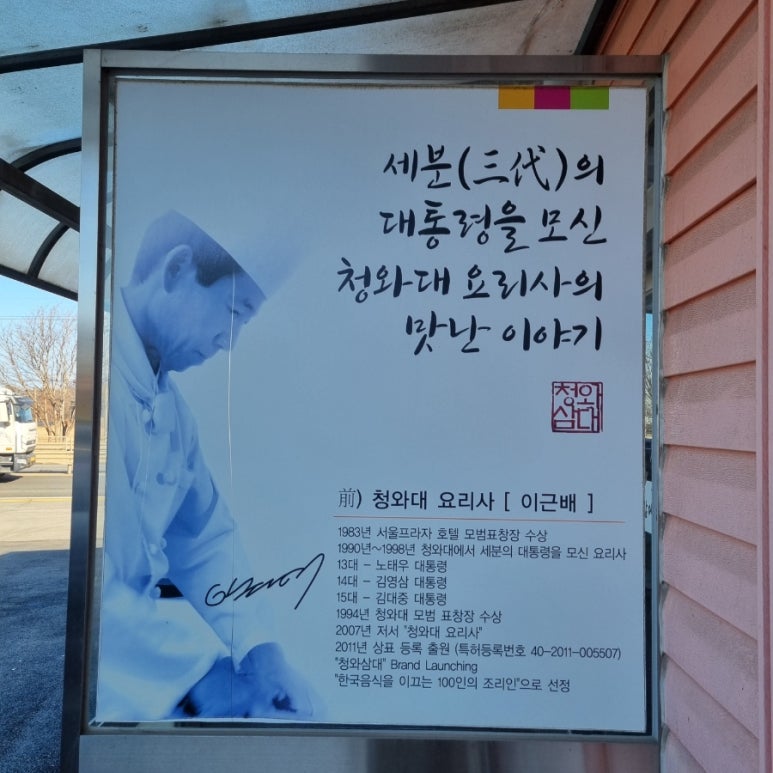 세분(三代)의
대통령을 모신
청와대 요리사의
맛난 이야기
청와
삼대
前) 청와대 요리사 [ 이근배 ]
1983년 서울프라자 호텔 모범표창장 수상
1990년~1998년 청와대에서 세분의 대통령을 모신 요리사
13대 - 노태우 대통령
14대 - 김영삼 대통령
15대 - 김대중 대통령
1994년 청와대 모범 표창장 수상
2007년 저서 "청와대 요리사"
2011년 상표 등록 출원 (특허등록번호 40-2011-005507)
"청와삼대" Brand Launching
"한국음식을 이끄는 100인의 조리인"으로 선정